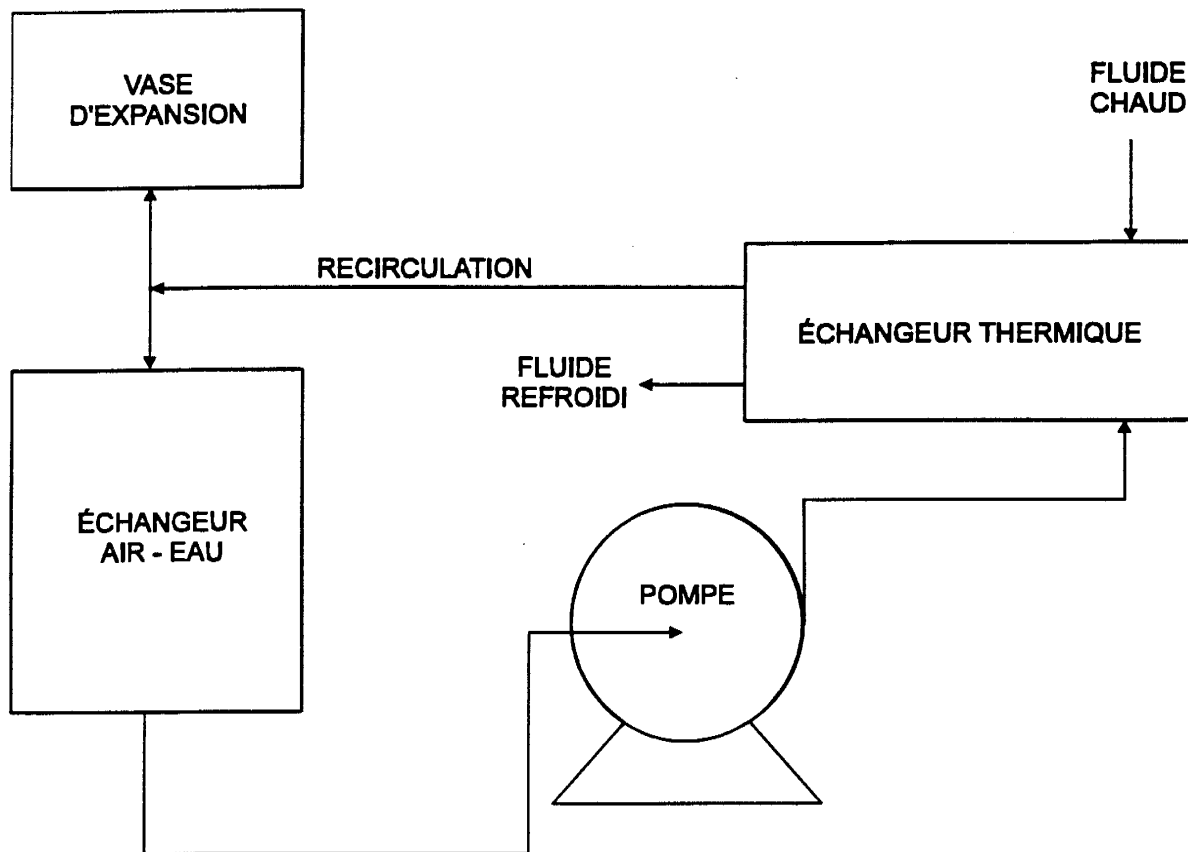 VASE
D'EXPANSION
FLUIDE
CHAUD
RECIRCULATION
ÉCHANGEUR THERMIQUE
FLUIDE
REFROIDI
ÉCHANGEUR
AIR - EAU
POMPE